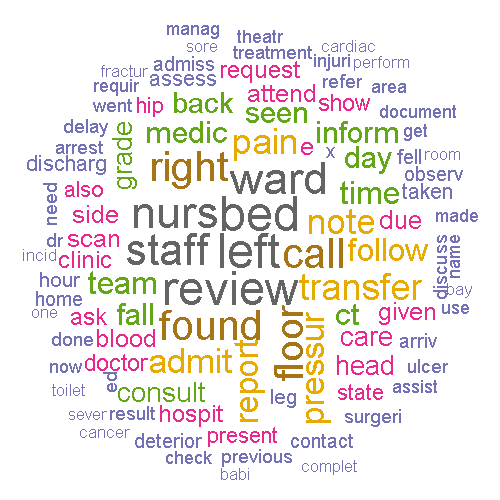 manag
theatr
sore
cardiac
fractur
admiss
treatment
injuri
perform
requir
assess
request
refer
area
went
hip
back
seen
attend
show
document
delay
grade
medic
pain
e
x
inform
get
arrest
right
ward
day
fell
room
discharg
observ
need
also
nurs
bed
time
taken
side
note
due
made
dr
scan
staff
left
call
follow
discuss
name
incid
clinic
hour
team
review
transfer
bay
home
use
one
ask
fall
found
floor
pressur
ct
given
arriv
done
blood
report
care
now
doctor
admit
head
ulcer
toilet
ed
consult
leg
state
assist
sever
result
hospit
surgeri
cancer
deterior
present
contact
check
previous
babi
complet